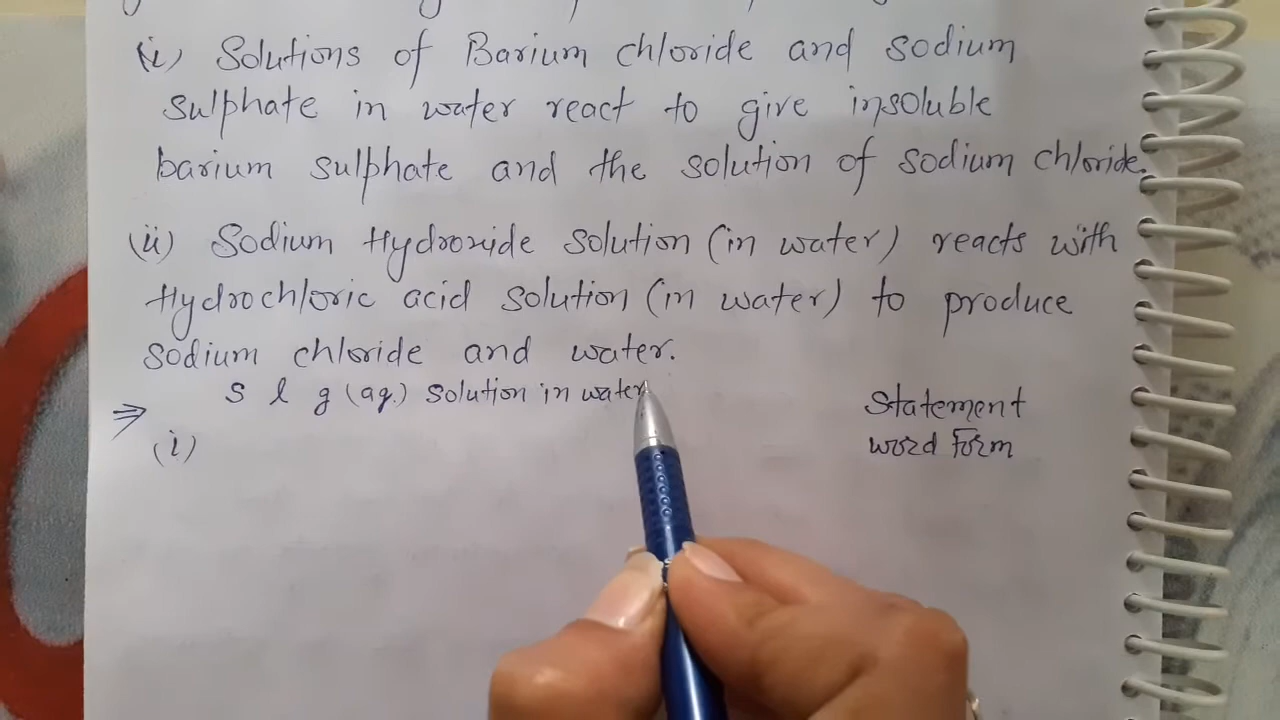 (i) Solutions of Barium chloride and sodium
sulphate in water react to give insoluble
barium sulphate and the solution of sodium chloride.
(ii) Sodium Hydroxide solution (in water) reacts with
Hydrochloric acid solution (in water) to produce
sodium chloride and water.
s l g (aq.) solution in water
⇒
Statement
(i)
word Form